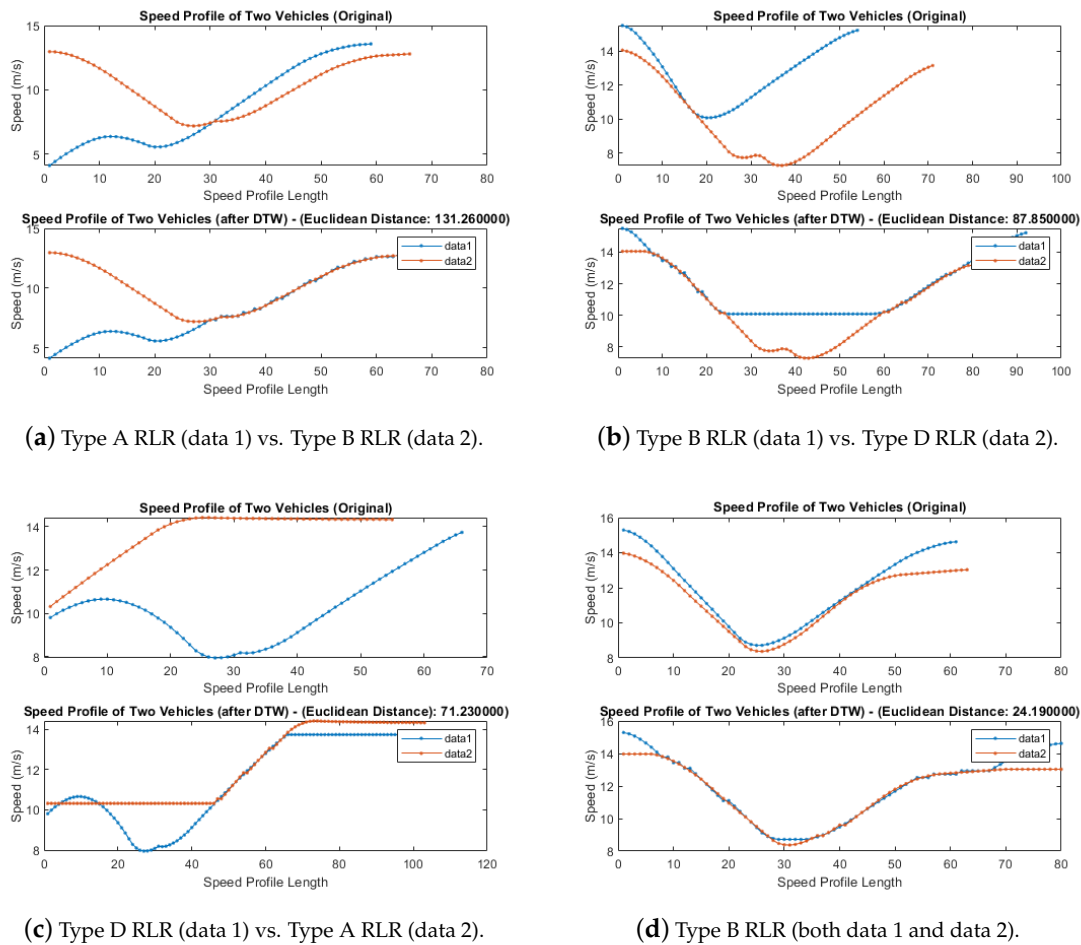 Speed Profile of Two Vehicles (Original)
15
10
5
Speed (m/s)
0 10 20 30 40 50 60 70 80
Speed Profile Length
Speed Profile of Two Vehicles (after DTW) - (Euclidean Distance: 131.260000)
15
10
5
Speed (m/s)
data1
data2
0 10 20 30 40 50 60 70 80
Speed Profile Length
(a) Type A RLR (data 1) vs. Type B RLR (data 2).
Speed Profile of Two Vehicles (Original)
14
12
10
8
Speed (m/s)
0 10 20 30 40 50 60 70 80
Speed Profile Length
Speed Profile of Two Vehicles (after DTW) - (Euclidean Distance: 87.850000)
14
12
10
8
Speed (m/s)
data1
data2
0 10 20 30 40 50 60 70 80 90 100
Speed Profile Length
(b) Type B RLR (data 1) vs. Type D RLR (data 2).
Speed Profile of Two Vehicles (Original)
14
12
10
8
Speed (m/s)
0 10 20 30 40 50 60 70
Speed Profile Length
Speed Profile of Two Vehicles (after DTW) - (Euclidean Distance): 71.230000)
14
12
10
8
Speed (m/s)
data1
data2
0 20 40 60 80 100 120
Speed Profile Length
(c) Type D RLR (data 1) vs. Type A RLR (data 2).
Speed Profile of Two Vehicles (Original)
16
14
12
10
8
Speed (m/s)
0 10 20 30 40 50 60 70 80
Speed Profile Length
Speed Profile of Two Vehicles (after DTW) - (Euclidean Distance: 24.190000)
16
14
12
10
8
Speed (m/s)
data1
data2
0 10 20 30 40 50 60 70 80
Speed Profile Length
(d) Type B RLR (both data 1 and data 2).